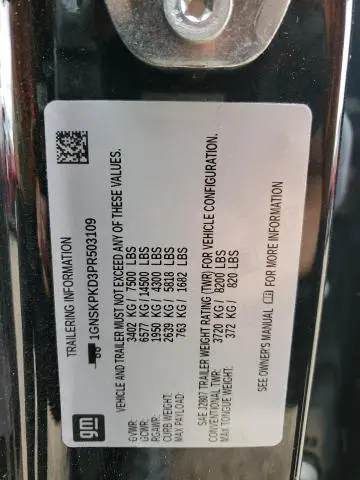 TRAILERING INFORMATION
1GNSKPKD3PR503109
VEHICLE AND TRAILER MUST NOT EXCEED ANY OF THESE VALUES.
GVWR: 3402 KG / 7500 LBS
GCWR: 6577 KG / 14500 LBS
RGAWR: 1950 KG / 4300 LBS
CURB WEIGHT: 2639 KG / 5818 LBS
MAX PAYLOAD: 763 KG / 1682 LBS
SAE J2807 TRAILER WEIGHT RATING (TWR) FOR VEHICLE CONFIGURATION.
CONVENTIONAL TWR: 3720 KG / 8200 LBS
MAX TONGUE WEIGHT: 372 KG / 820 LBS
SEE OWNER'S MANUAL FOR MORE INFORMATION
gm